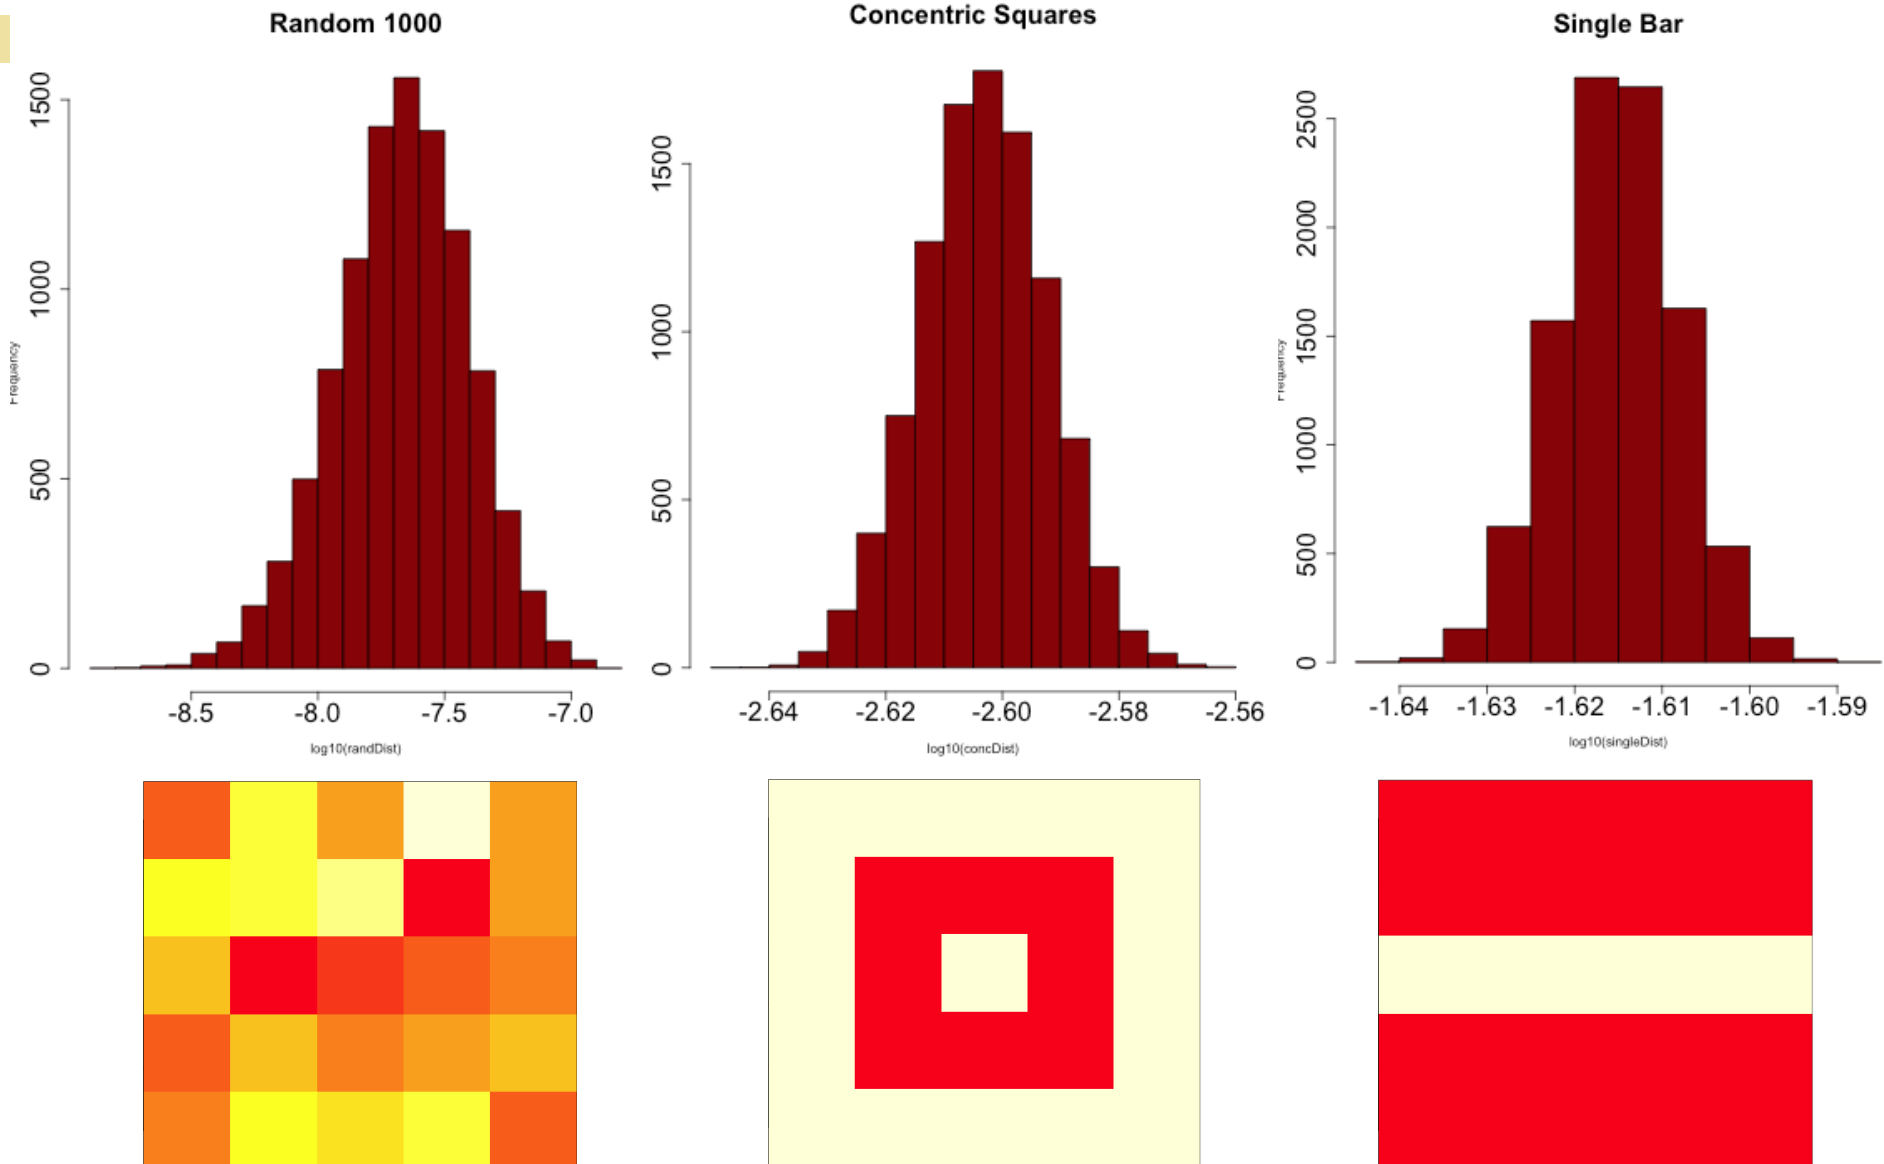 Random 1000
Frequency
1500
1000
500
0
-8.5 -8.0 -7.5 -7.0
log10(randDist)
Concentric Squares
1500
1000
500
0
-2.64 -2.62 -2.60 -2.58 -2.56
log10(concDist)
Single Bar
Frequency
2500
2000
1500
1000
500
0
-1.64 -1.63 -1.62 -1.61 -1.60 -1.59
log10(singleDist)